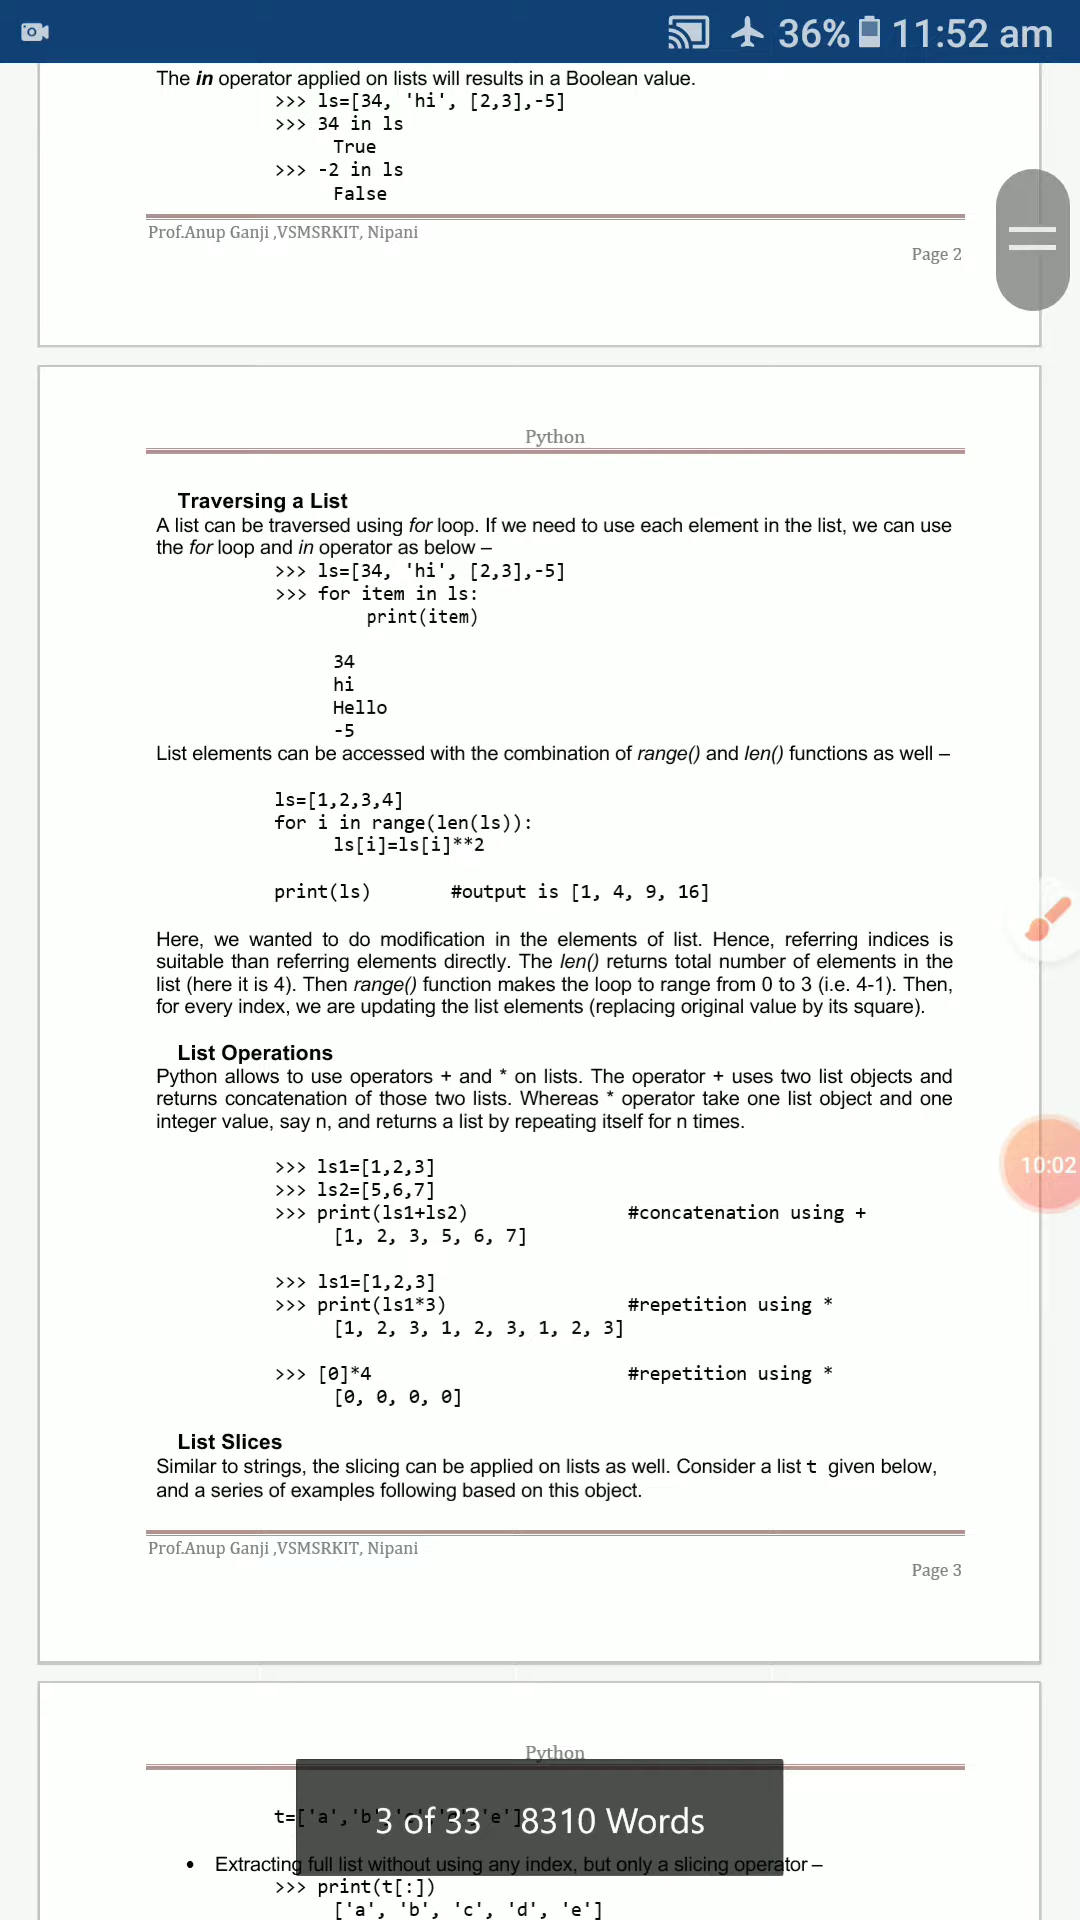 36% 11:52 am
The in operator applied on lists will results in a Boolean value.
>>> ls=[34, 'hi', [2,3],-5]
>>> 34 in ls
True
>>> -2 in ls
False
Prof.Anup Ganji ,VSMSRKIT, Nipani
Page 2
Python
Traversing a List
A list can be traversed using for loop. If we need to use each element in the list, we can use
the for loop and in operator as below –
>>> ls=[34, 'hi', [2,3],-5]
>>> for item in ls:
print(item)
34
hi
Hello
-5
List elements can be accessed with the combination of range() and len() functions as well –
ls=[1,2,3,4]
for i in range(len(ls)):
ls[i]=ls[i]**2
print(ls) #output is [1, 4, 9, 16]
Here, we wanted to do modification in the elements of list. Hence, referring indices is
suitable than referring elements directly. The len() returns total number of elements in the
list (here it is 4). Then range() function makes the loop to range from 0 to 3 (i.e. 4-1). Then,
for every index, we are updating the list elements (replacing original value by its square).
List Operations
Python allows to use operators + and * on lists. The operator + uses two list objects and
returns concatenation of those two lists. Whereas * operator take one list object and one
integer value, say n, and returns a list by repeating itself for n times.
10:02
>>> ls1=[1,2,3]
>>> ls2=[5,6,7]
>>> print(ls1+ls2) #concatenation using +
[1, 2, 3, 5, 6, 7]
>>> ls1=[1,2,3]
>>> print(ls1*3) #repetition using *
[1, 2, 3, 1, 2, 3, 1, 2, 3]
>>> [0]*4 #repetition using *
[0, 0, 0, 0]
List Slices
Similar to strings, the slicing can be applied on lists as well. Consider a list t given below,
and a series of examples following based on this object.
Prof.Anup Ganji ,VSMSRKIT, Nipani
Page 3
Python
3 of 33 8310 Words
• Extracting full list without using any index, but only a slicing operator –
>>> print(t[:])
['a', 'b', 'c', 'd', 'e']